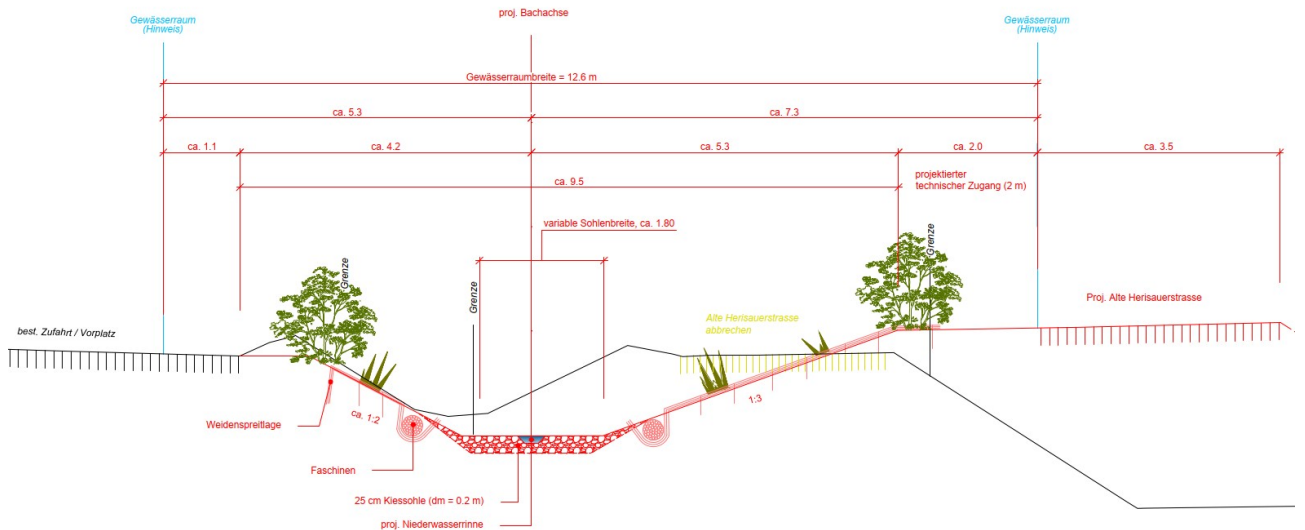 Gewässerraum
(Hinweis)
proj. Bachachse
Gewässerraum
(Hinweis)
Gewässerraumbreite = 12.6 m
ca. 5.3
ca. 7.3
ca. 1.1
ca. 4.2
ca. 5.3
ca. 2.0
ca. 3.5
ca. 9.5
projektierter
technischer Zugang (2 m)
variable Sohlenbreite, ca. 1.80
Grenze
Grenze
Grenze
best. Zufahrt / Vorplatz
Alte Herisauerstrasse
abbrechen
Proj. Alte Herisauerstrasse
ca. 1:2
1:3
Weidenspreitlage
Faschinen
25 cm Kiessohle (dm = 0.2 m)
proj. Niederwasserrinne